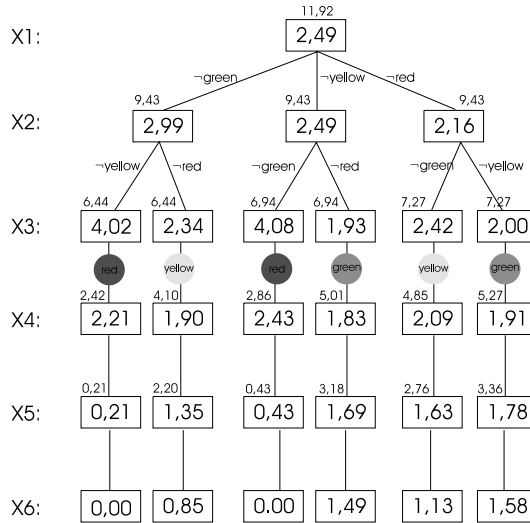 11,92
X1: 2,49
¬green ¬yellow ¬red
9,43 9,43 9,43
X2: 2,99 2,49 2,16
¬yellow ¬red ¬green ¬red ¬green ¬yellow
6,44 6,44 6,94 6,94 7,27 7,27
X3: 4,02 2,34 4,08 1,93 2,42 2,00
red yellow red green yellow green
2,42 4,10 2,86 5,01 4,85 5,27
X4: 2,21 1,90 2,43 1,83 2,09 1,91
0,21 2,20 0,43 3,18 2,76 3,36
X5: 0,21 1,35 0,43 1,69 1,63 1,78
X6: 0,00 0,85 0.00 1,49 1,13 1,58